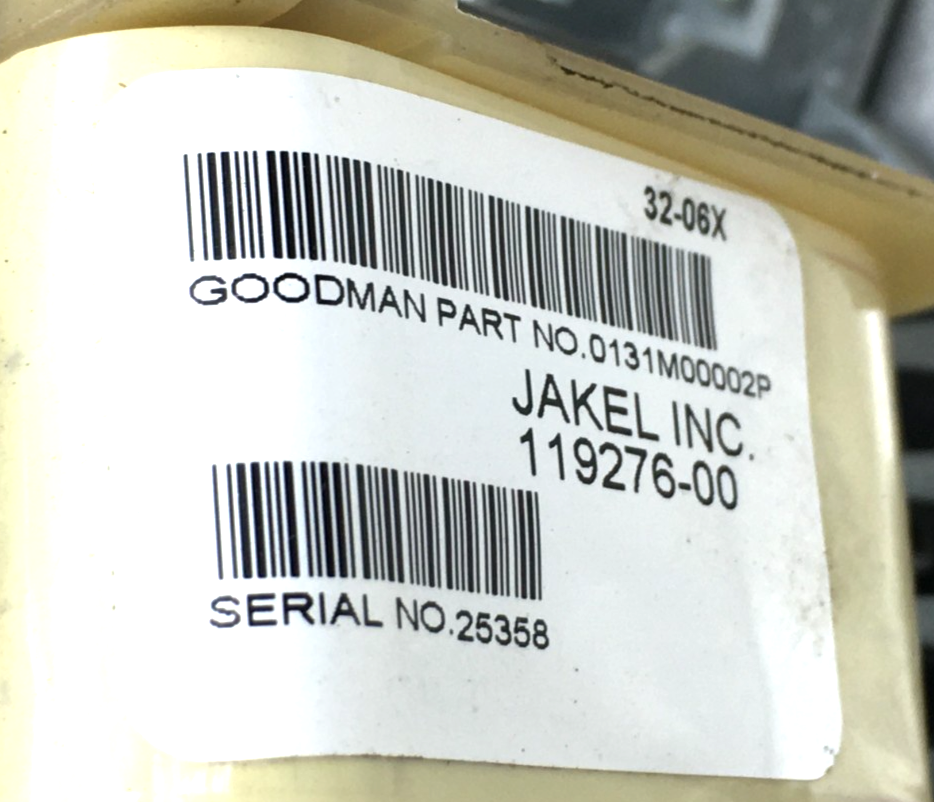 32-06X
GOODMAN PART NO.0131M00002P
JAKEL INC.
119276-00
SERIAL NO.25358